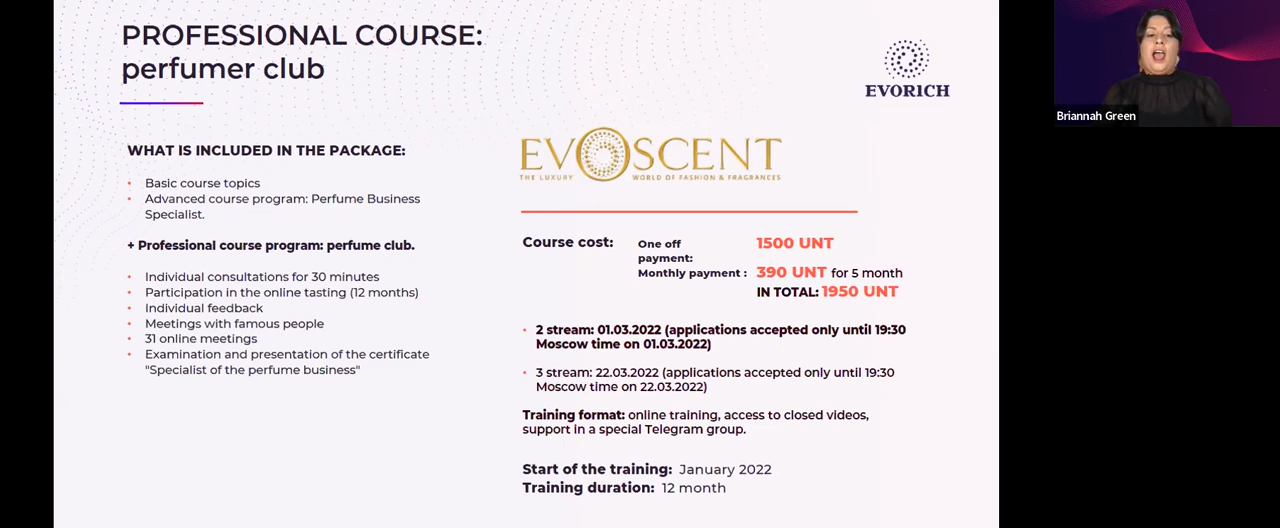 PROFESSIONAL COURSE:
perfumer club
EVORICH
WHAT IS INCLUDED IN THE PACKAGE:
• Basic course topics
• Advanced course program: Perfume Business
Specialist.
+ Professional course program: perfume club.
• Individual consultations for 30 minutes
• Participation in the online tasting (12 months)
• Individual feedback
• Meetings with famous people
• 31 online meetings
• Examination and presentation of the certificate
"Specialist of the perfume business"
EVOSCENT
THE LUXURY WORLD OF FASHION & FRAGRANCES
Course cost: One off payment: 1500 UNT
Monthly payment : 390 UNT for 5 month
IN TOTAL: 1950 UNT
• 2 stream: 01.03.2022 (applications accepted only until 19:30
Moscow time on 01.03.2022)
• 3 stream: 22.03.2022 (applications accepted only until 19:30
Moscow time on 22.03.2022)
Training format: online training, access to closed videos,
support in a special Telegram group.
Start of the training: January 2022
Training duration: 12 month
Briannah Green